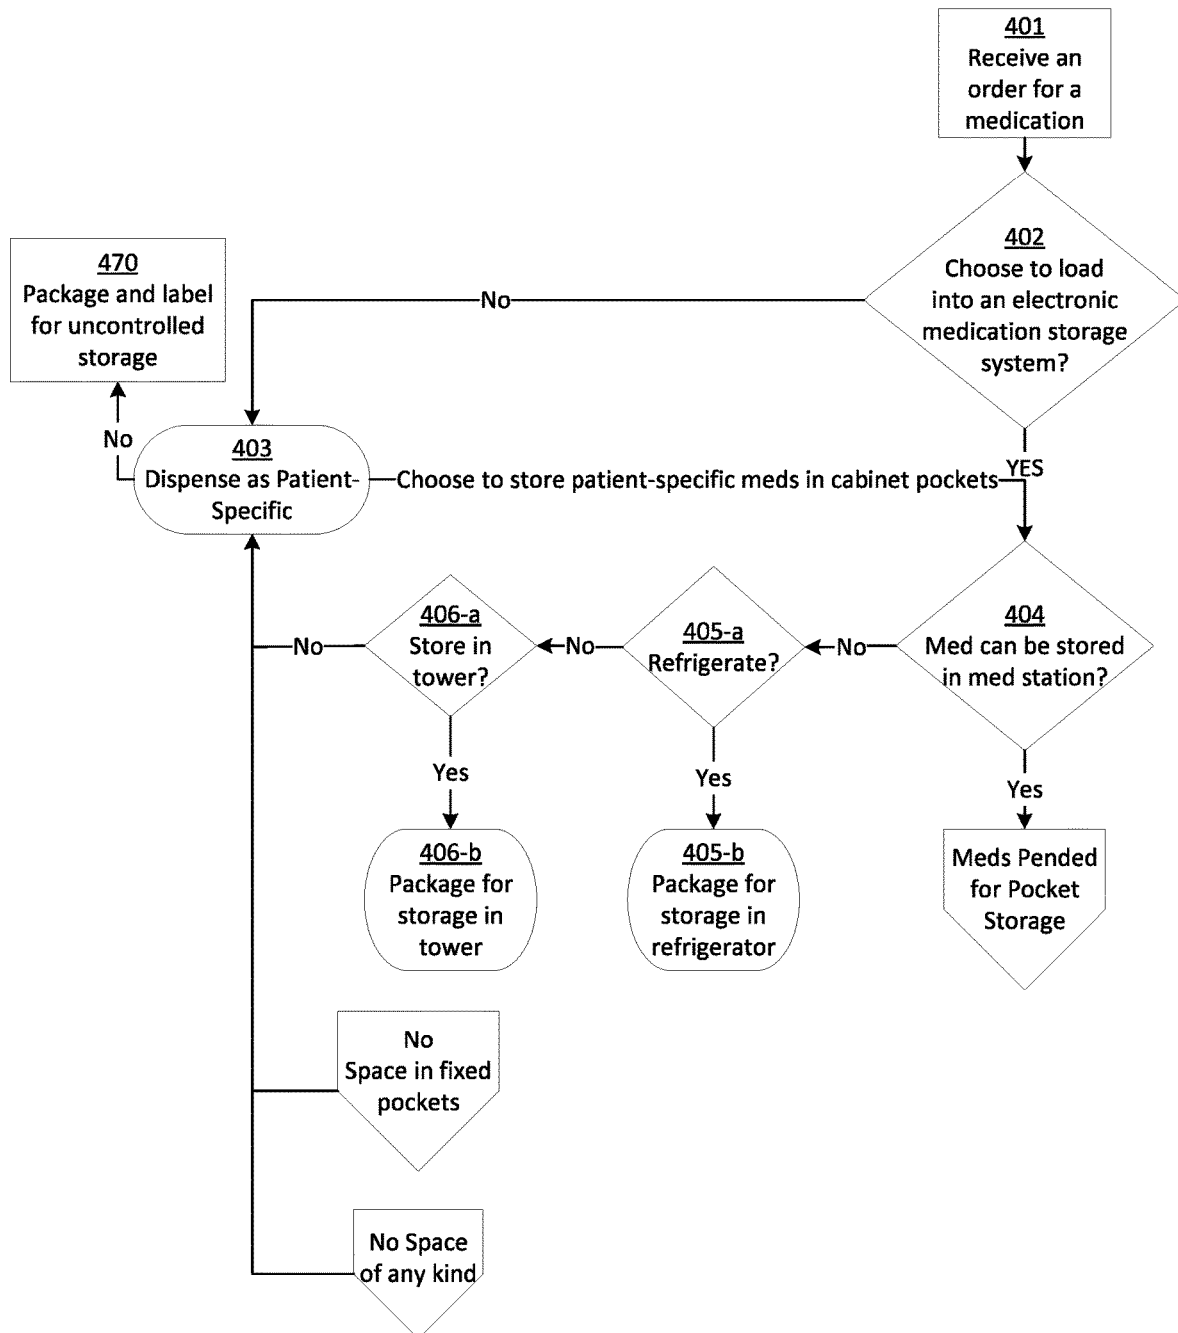 401
Receive an
order for a
medication
402
Choose to load
into an electronic
medication storage
system?
No
470
Package and label
for uncontrolled
storage
No
403
Dispense as Patient-
Specific
Choose to store patient-specific meds in cabinet pockets
YES
404
Med can be stored
in med station?
No
405-a
Refrigerate?
No
406-a
Store in
tower?
No
Yes
Yes
Yes
406-b
Package for
storage in
tower
405-b
Package for
storage in
refrigerator
Meds Pended
for Pocket
Storage
No
Space in fixed
pockets
No Space
of any kind